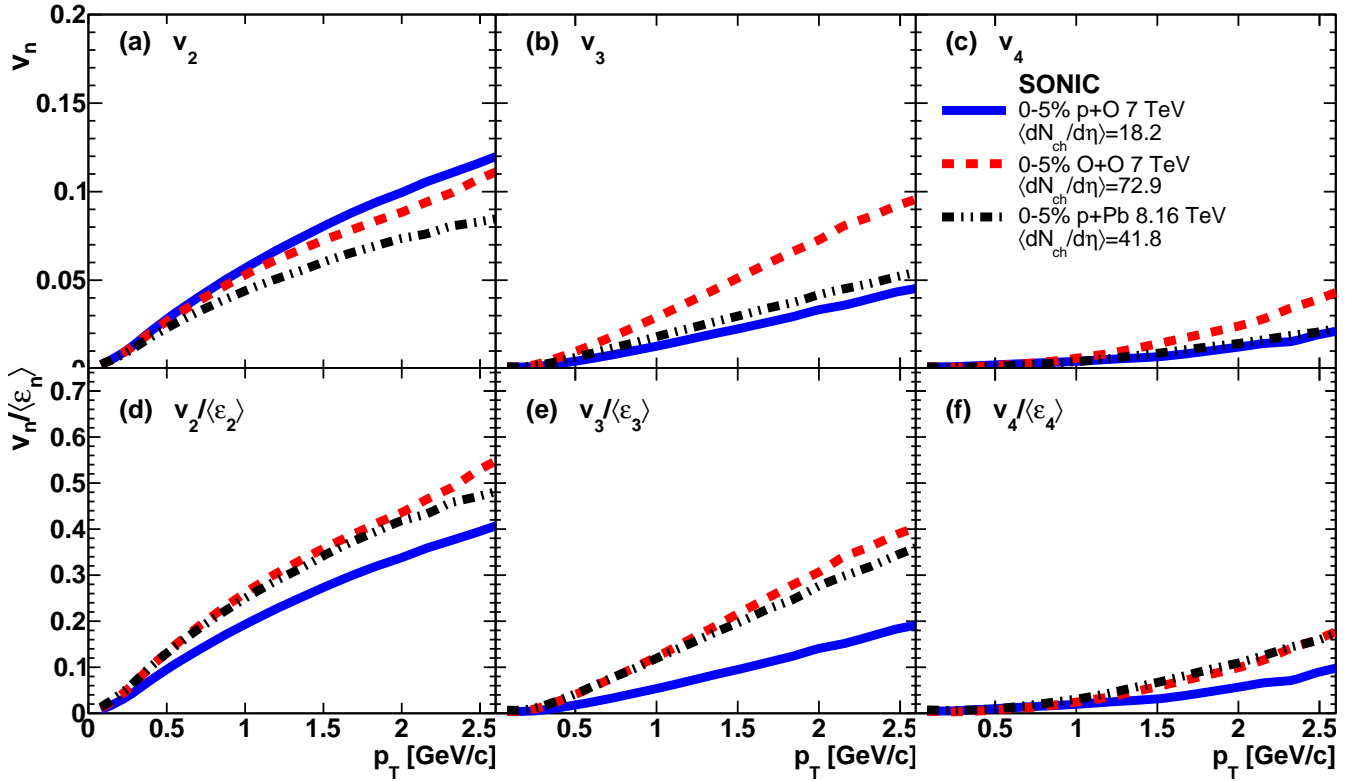 v_n
0.2
0.15
0.1
0.05
0
(a) v_2
(b) v_3
(c) v_4
SONIC
0-5% p+O 7 TeV
⟨dN_ch/dη⟩=18.2
0-5% O+O 7 TeV
⟨dN_ch/dη⟩=72.9
0-5% p+Pb 8.16 TeV
⟨dN_ch/dη⟩=41.8
v_n/⟨ε_n⟩
0.7
0.6
0.5
0.4
0.3
0.2
0.1
0
(d) v_2/⟨ε_2⟩
(e) v_3/⟨ε_3⟩
(f) v_4/⟨ε_4⟩
0 0.5 1 1.5 2 2.5
0.5 1 1.5 2 2.5
0.5 1 1.5 2 2.5
p_T [GeV/c]
p_T [GeV/c]
p_T [GeV/c]